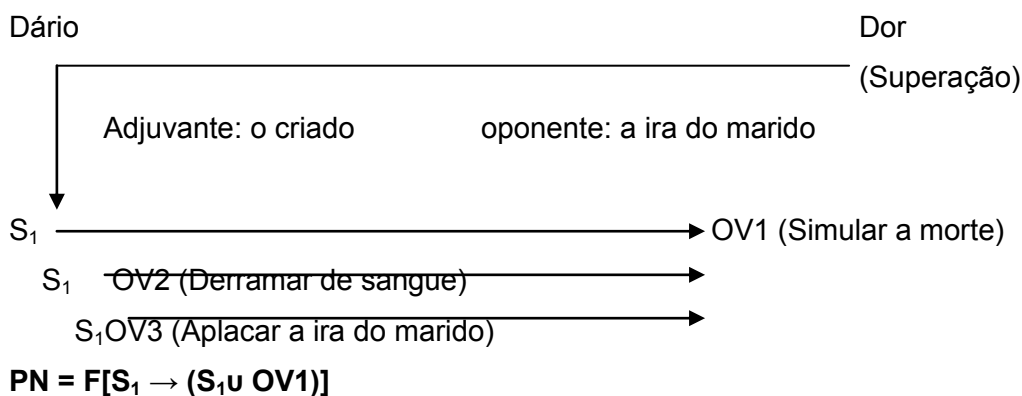 Dário Dor
(Superação)
Adjuvante: o criado oponente: a ira do marido
S₁ OV1 (Simular a morte)
S₁ OV2 (Derramar de sangue)
S₁OV3 (Aplacar a ira do marido)
PN = F[S₁ → (S₁υ OV1)]